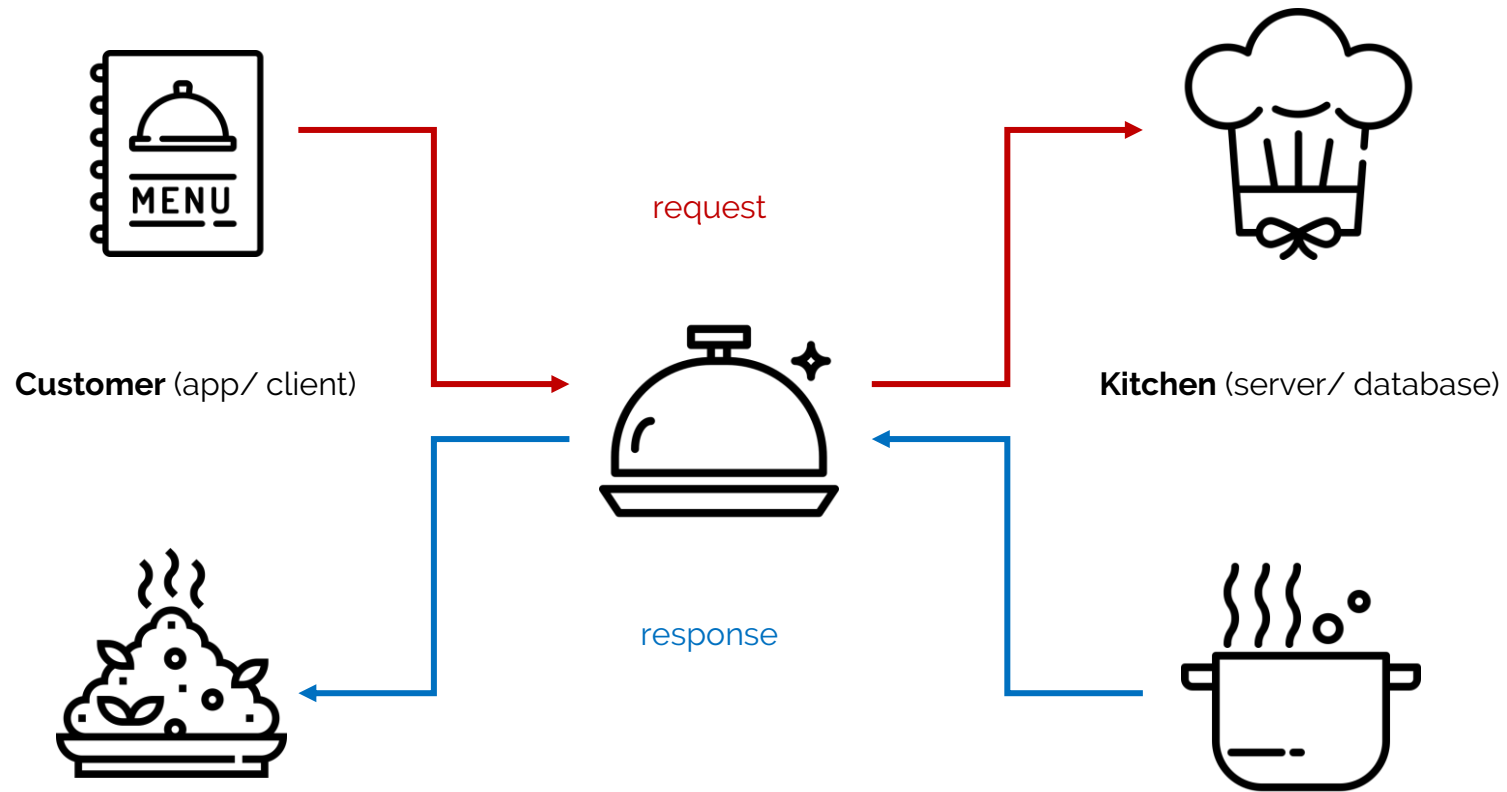 MENU
request
Customer (app/ client)
Kitchen (server/ database)
response